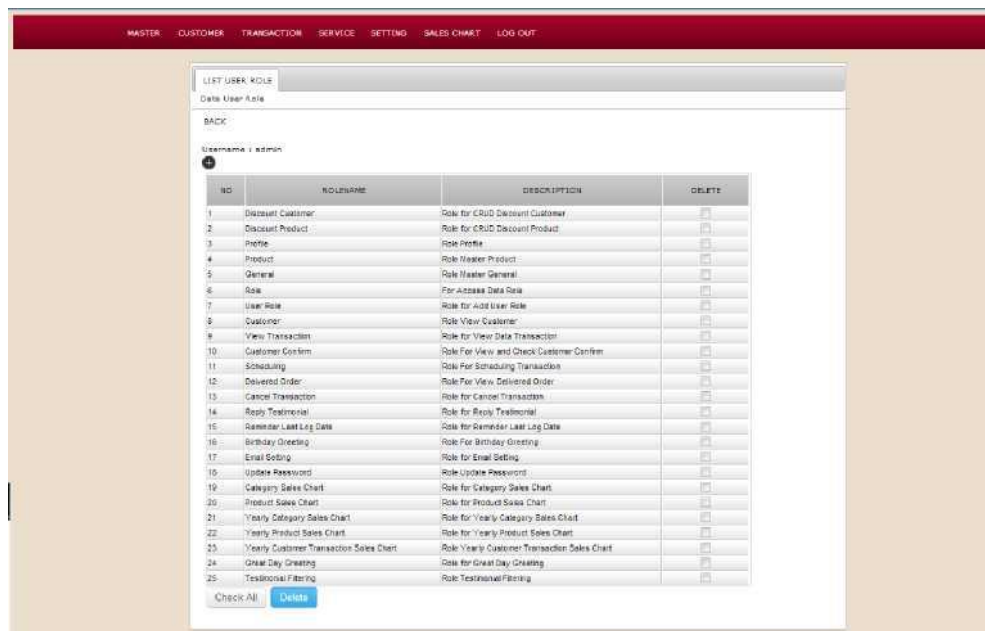 MASTER CUSTOMER TRANSACTION SERVICE SETTING SALES CHART LOG OUT
LIST USER ROLE
Data User Role
BACK
Username : admin
NO ROLENAME DESCRIPTION DELETE
1 Discount Customer Role for CRUD Discount Customer
2 Discount Product Role for CRUD Discount Product
3 Profile Role Profile
4 Product Role Master Product
5 General Role Master General
6 Role For Access Data Role
7 User Role Role for Add User Role
8 Customer Role View Customer
9 View Transaction Role for View Data Transaction
10 Customer Confirm Role For View and Check Customer Confirm
11 Scheduling Role For Scheduling Transaction
12 Delivered Order Role For View Delivered Order
13 Cancel Transaction Role for Cancel Transaction
14 Reply Testimonial Role for Reply Testimonial
15 Reminder Last Log Date Role for Reminder Last Log Date
16 Birthday Greeting Role For Birthday Greeting
17 Email Setting Role for Email Setting
18 Update Password Role Update Password
19 Category Sales Chart Role for Category Sales Chart
20 Product Sales Chart Role for Product Sales Chart
21 Yearly Category Sales Chart Role for Yearly Category Sales Chart
22 Yearly Product Sales Chart Role for Yearly Product Sales Chart
23 Yearly Customer Transaction Sales Chart Role Yearly Customer Transaction Sales Chart
24 Great Day Greeting Role for Great Day Greeting
25 Testimonial Filtering Role Testimonial Filtering
Check All Delete